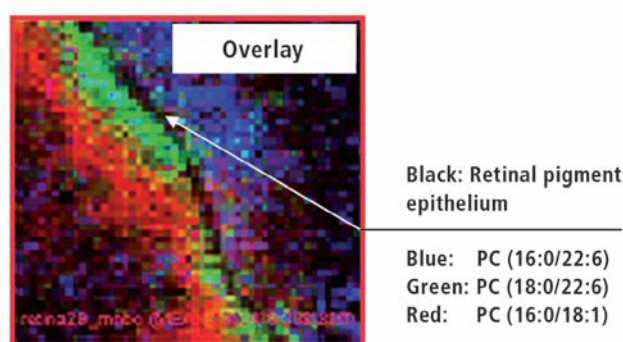 Overlay
Black: Retinal pigment
epithelium
Blue: PC (16:0/22:6)
Green: PC (18:0/22:6)
Red: PC (16:0/18:1)